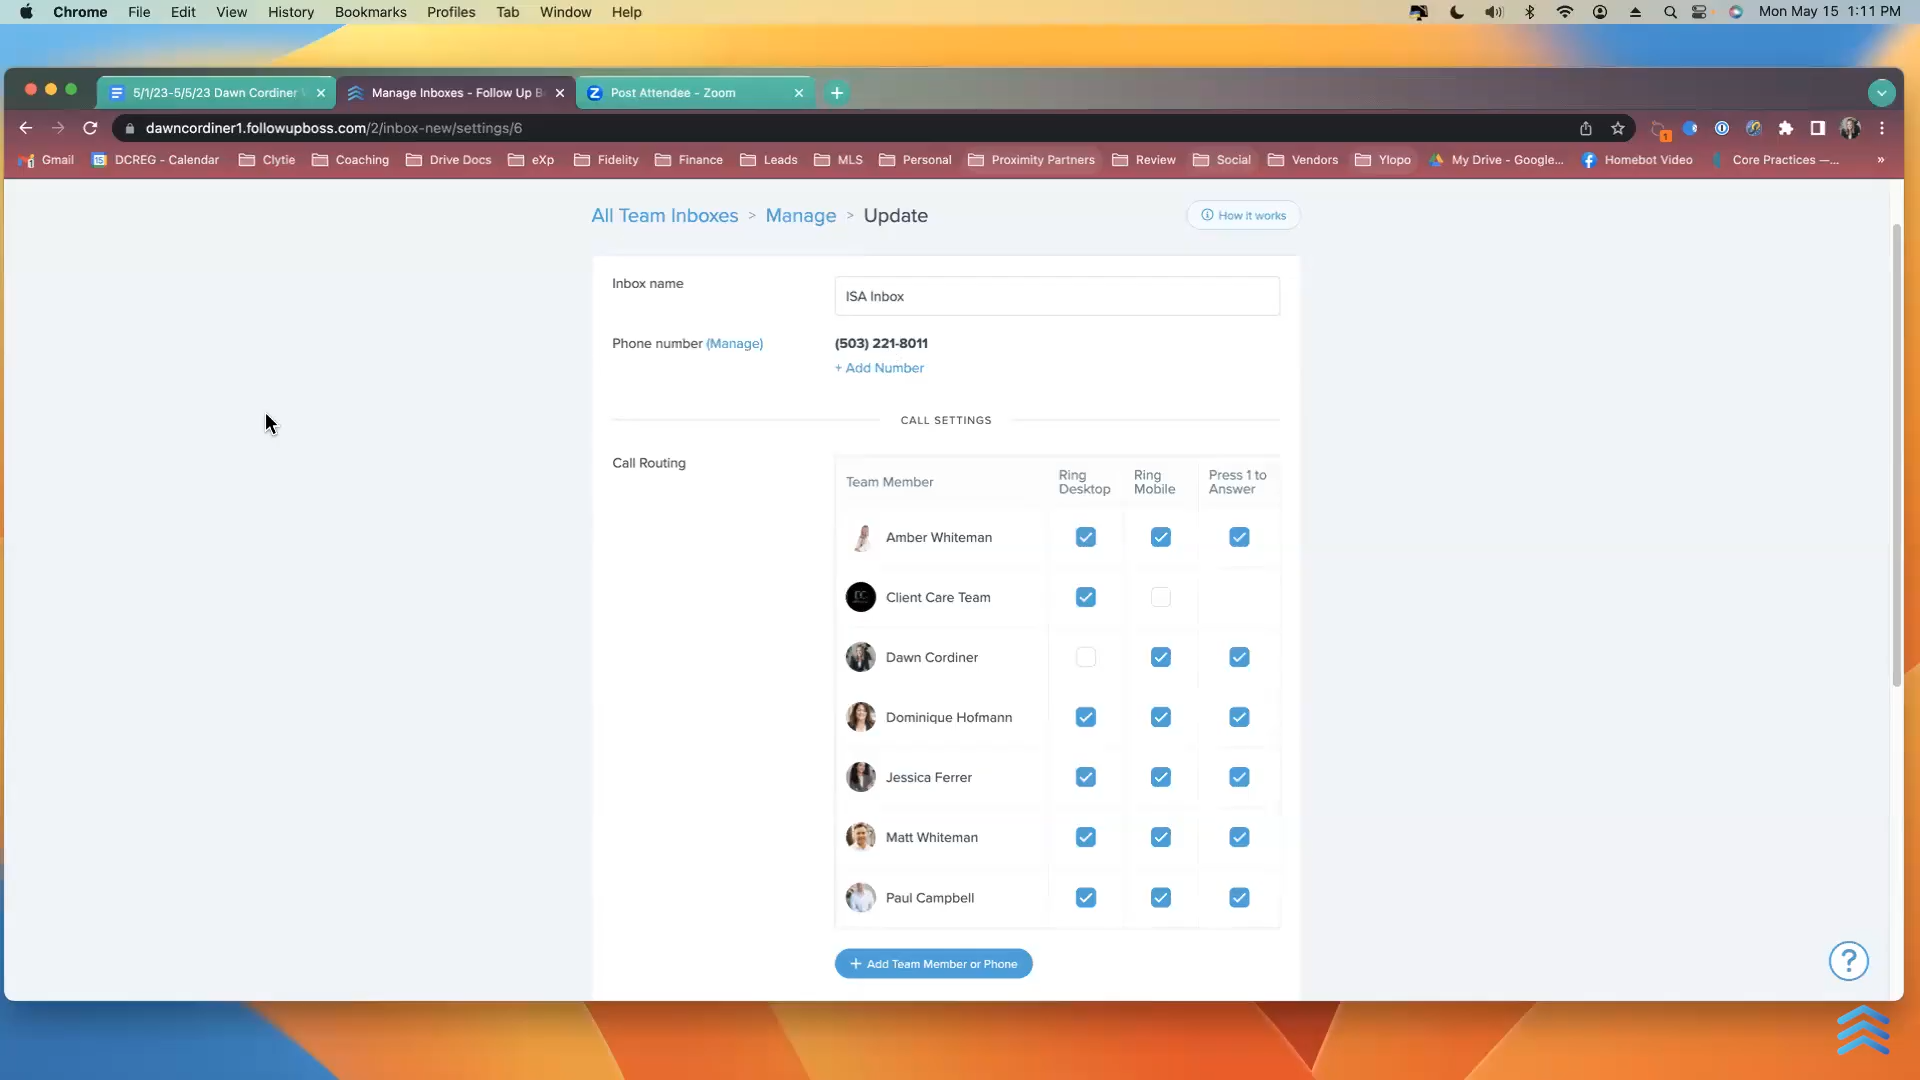 Chrome File Edit View History Bookmarks Profiles Tab Window Help Mon May 15 1:11 PM
5/1/23-5/5/23 Dawn Cordiner Manage Inboxes - Follow Up B Post Attendee - Zoom
dawncordiner1.followupboss.com/2/inbox-new/settings/6
Gmail DCREG - Calendar Clytie Coaching Drive Docs eXp Fidelity Finance Leads MLS Personal Proximity Partners Review Social Vendors Ylopo My Drive - Google... Homebot Video Core Practices —... »
All Team Inboxes > Manage > Update How it works
Inbox name ISA Inbox
Phone number (Manage) (503) 221-8011
+ Add Number
CALL SETTINGS
Call Routing
Team Member Ring Desktop Ring Mobile Press 1 to Answer
Amber Whiteman
Client Care Team
Dawn Cordiner
Dominique Hofmann
Jessica Ferrer
Matt Whiteman
Paul Campbell
+ Add Team Member or Phone
?